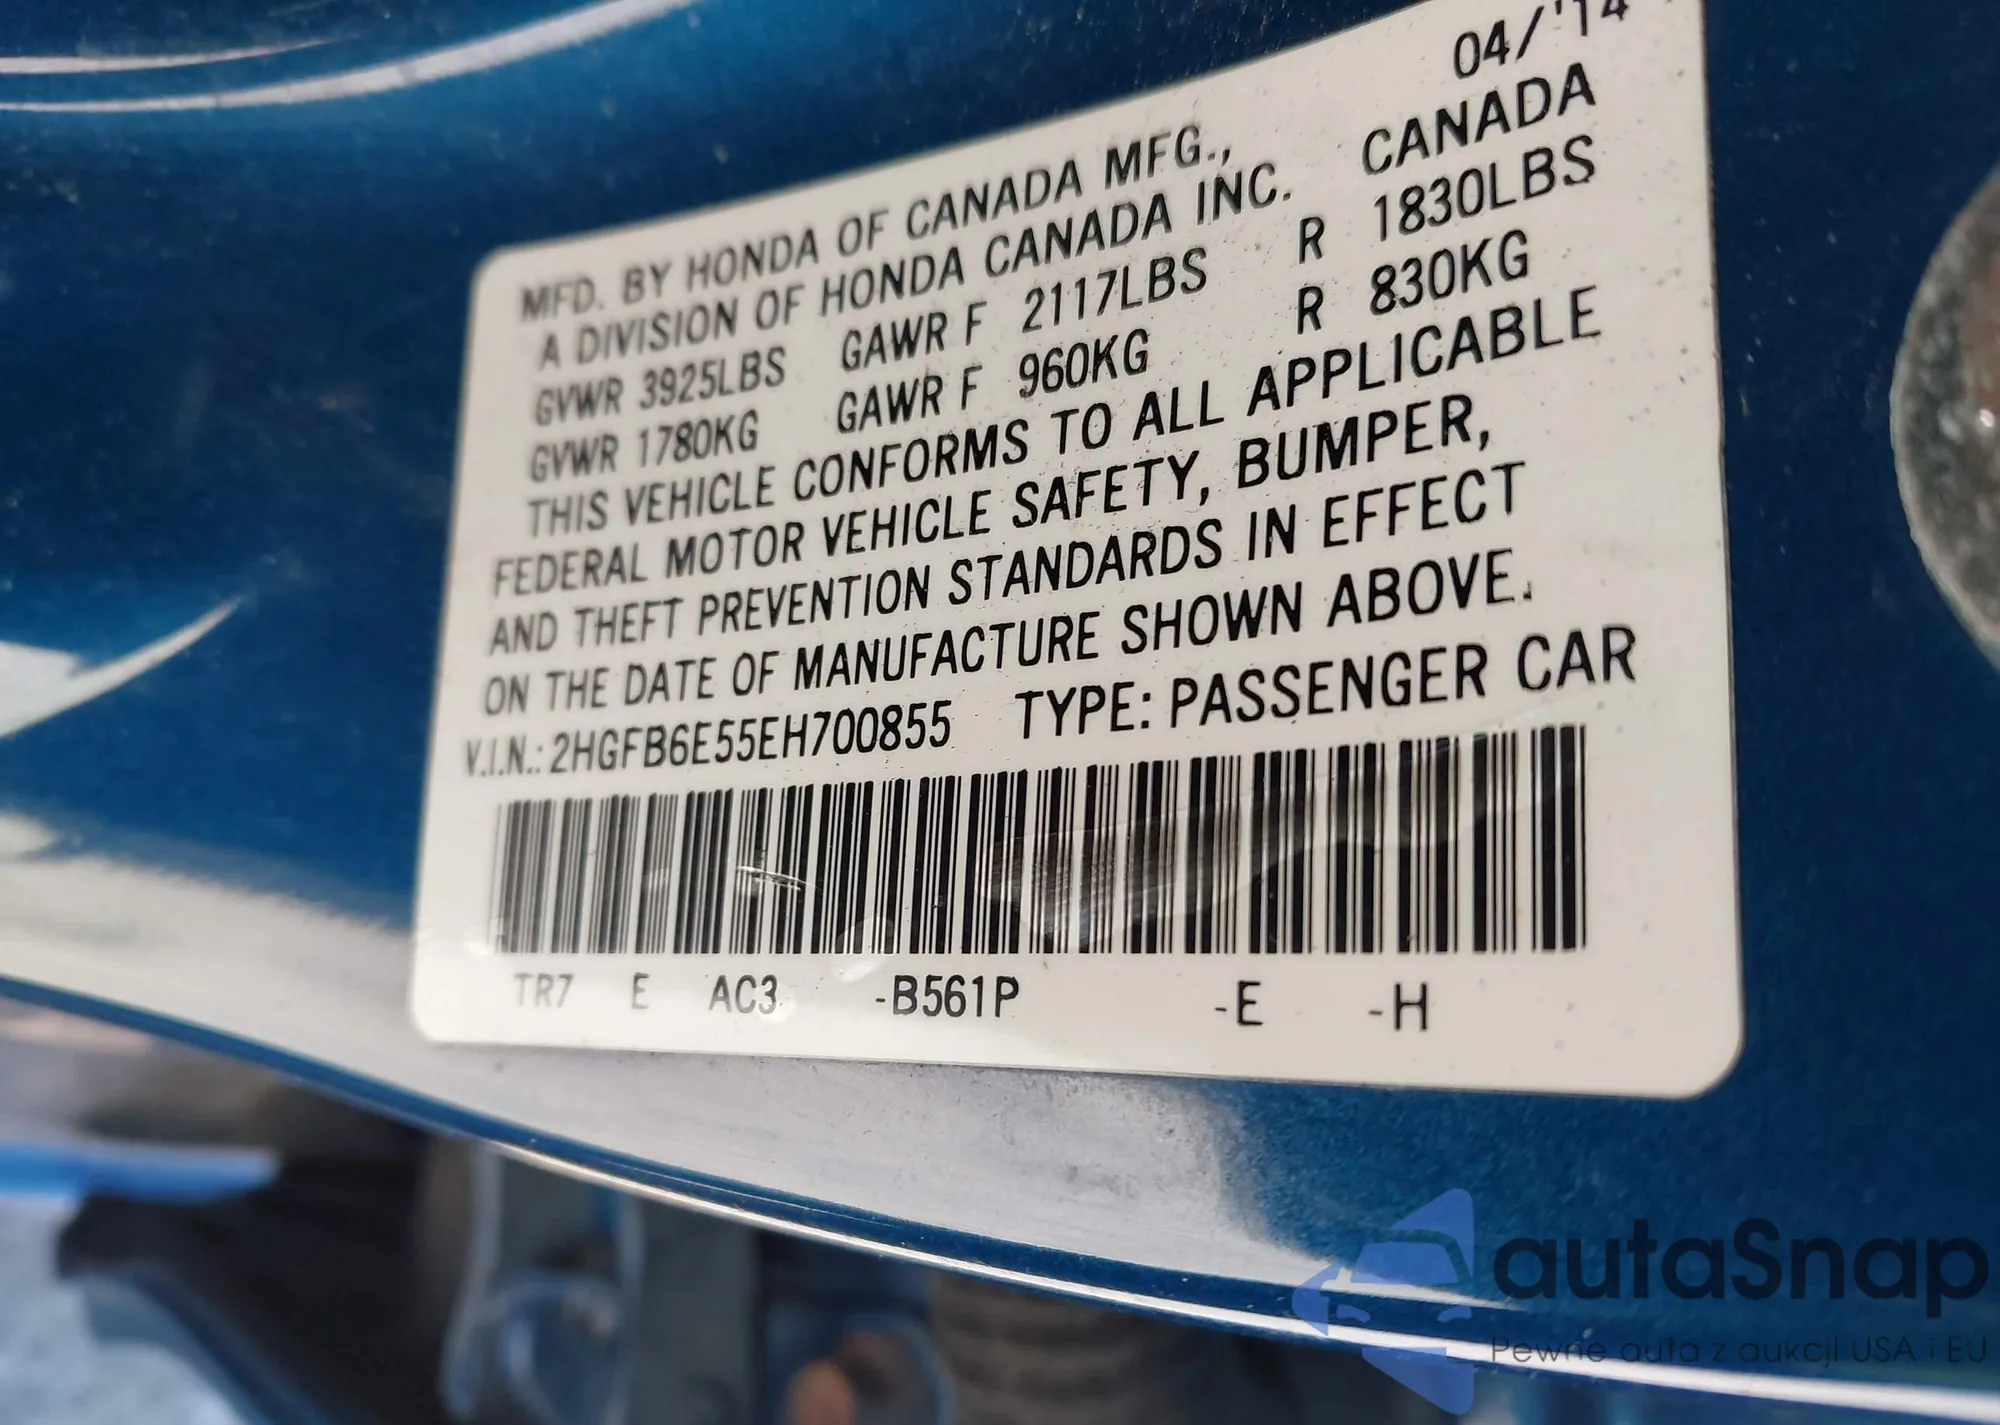 04/'14
MFD. BY HONDA OF CANADA MFG.,
A DIVISION OF HONDA CANADA INC. CANADA
GVWR 3925LBS GAWR F 2117LBS R 1830LBS
GVWR 1780KG GAWR F 960KG R 830KG
THIS VEHICLE CONFORMS TO ALL APPLICABLE
FEDERAL MOTOR VEHICLE SAFETY, BUMPER,
AND THEFT PREVENTION STANDARDS IN EFFECT
ON THE DATE OF MANUFACTURE SHOWN ABOVE.
V.I.N.: 2HGFB6E55EH700855 TYPE: PASSENGER CAR
TR7 E AC3 -B561P -E -H
autaSnap
Pewne auta z aukcji USA i EU